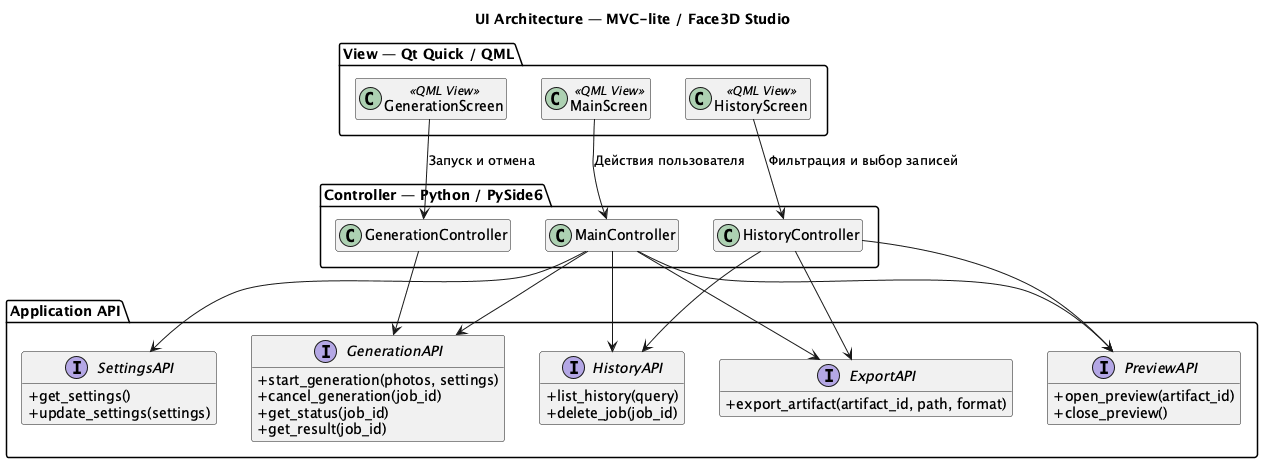 UI Architecture — MVC-lite / Face3D Studio
View — Qt Quick / QML
C «QML View» GenerationScreen
C «QML View» MainScreen
C «QML View» HistoryScreen
Запуск и отмена
Действия пользователя
Фильтрация и выбор записей
Controller — Python / PySide6
C GenerationController
C MainController
C HistoryController
Application API
I SettingsAPI
+get_settings()
+update_settings(settings)
I GenerationAPI
+start_generation(photos, settings)
+cancel_generation(job_id)
+get_status(job_id)
+get_result(job_id)
I HistoryAPI
+list_history(query)
+delete_job(job_id)
I ExportAPI
+export_artifact(artifact_id, path, format)
I PreviewAPI
+open_preview(artifact_id)
+close_preview()